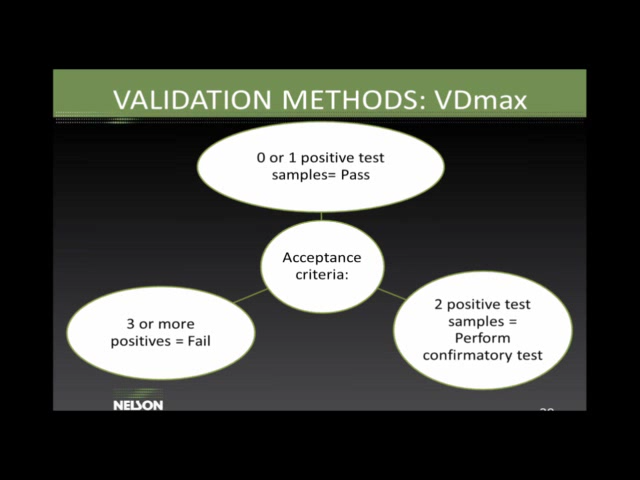 VALIDATION METHODS: VDmax
0 or 1 positive test
samples= Pass
Acceptance
criteria:
3 or more
positives = Fail
2 positive test
samples =
Perform
confirmatory test
NELSON